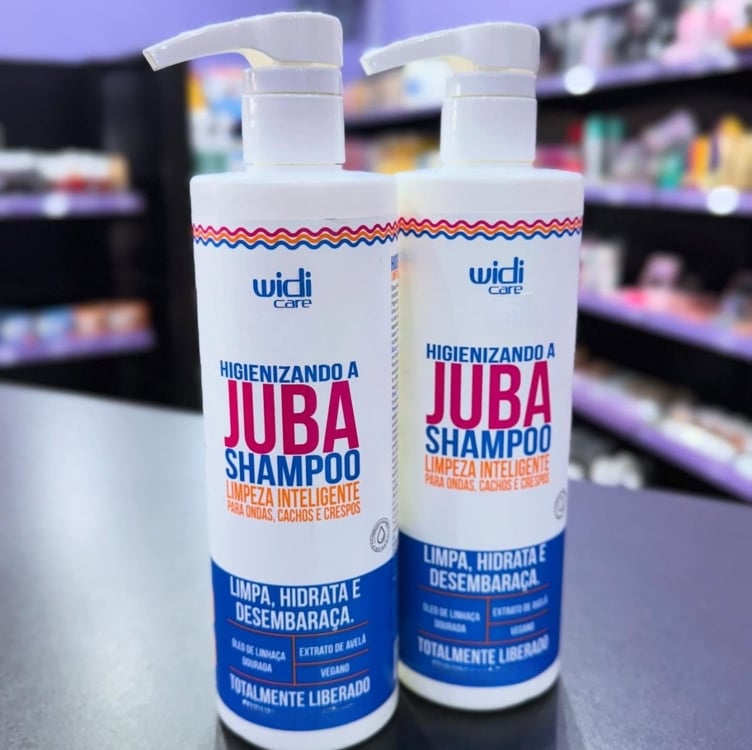 widi
care
HIGIENIZANDO A
JUBA
SHAMPOO
LIMPEZA INTELIGENTE
PARA ONDAS, CACHOS E CRESPOS
LIMPA, HIDRATA E
DESEMBARAÇA.
ÓLEO DE LINHAÇA
DOURADA
EXTRATO DE AVELÃ
VEGANO
TOTALMENTE LIBERADO
widi
care
HIGIENIZANDO A
JUBA
SHAMPOO
LIMPEZA INTELIGENTE
PARA ONDAS, CACHOS E CRESPOS
LIMPA, HIDRATA E
DESEMBARAÇA.
ÓLEO DE LINHAÇA
DOURADA
EXTRATO DE AVELÃ
VEGANO
TOTALMENTE LIBERADO